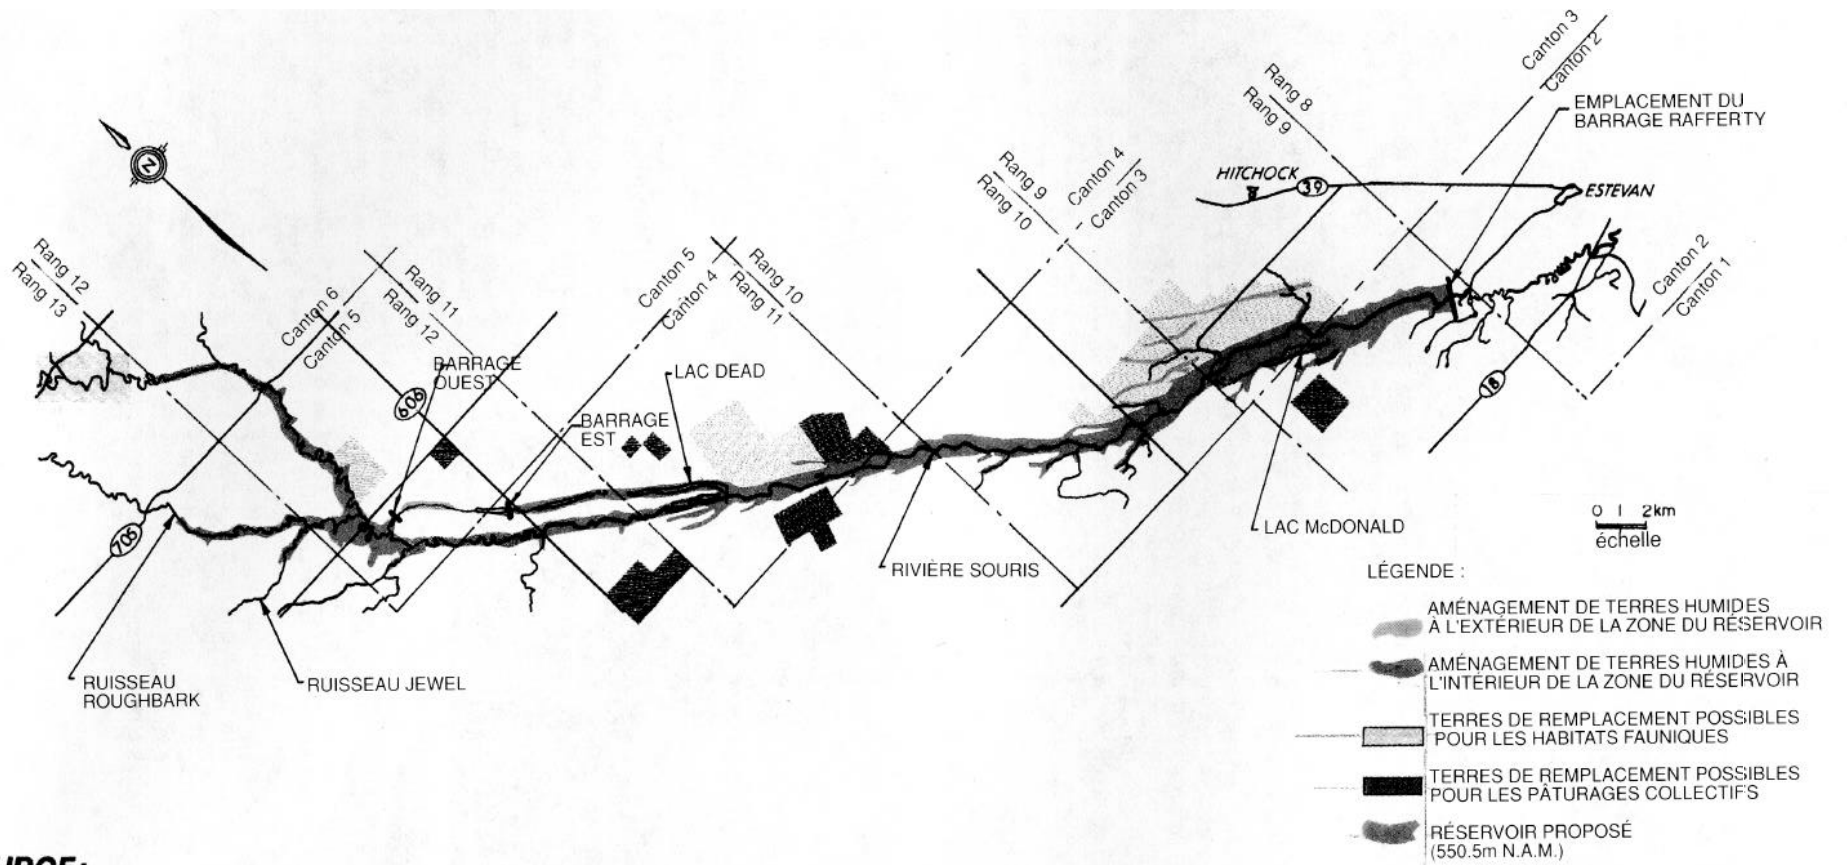 Canton 3
Canton 2
Rang 8
Rang 9
EMPLACEMENT DU
BARRAGE RAFFERTY
Rang 9
Rang 10
Canton 4
Canton 3
HITCHOCK
39
ESTEVAN
N
Rang 12
Rang 13
Canton 6
Canton 5
Rang 11
Rang 12
Canton 5
Canton 4
Rang 10
Rang 11
Canton 2
Canton 1
BARRAGE
OUEST
606
LAC DEAD
BARRAGE
EST
18
705
LAC McDONALD
0 1 2km
échelle
RIVIÈRE SOURIS
RUISSEAU
ROUGHBARK
RUISSEAU JEWEL
LÉGENDE :
AMÉNAGEMENT DE TERRES HUMIDES
À L'EXTÉRIEUR DE LA ZONE DU RÉSERVOIR
AMÉNAGEMENT DE TERRES HUMIDES À
L'INTÉRIEUR DE LA ZONE DU RÉSERVOIR
TERRES DE REMPLACEMENT POSSIBLES
POUR LES HABITATS FAUNIQUES
TERRES DE REMPLACEMENT POSSIBLES
POUR LES PÂTURAGES COLLECTIFS
RÉSERVOIR PROPOSÉ
(550.5m N.A.M.)